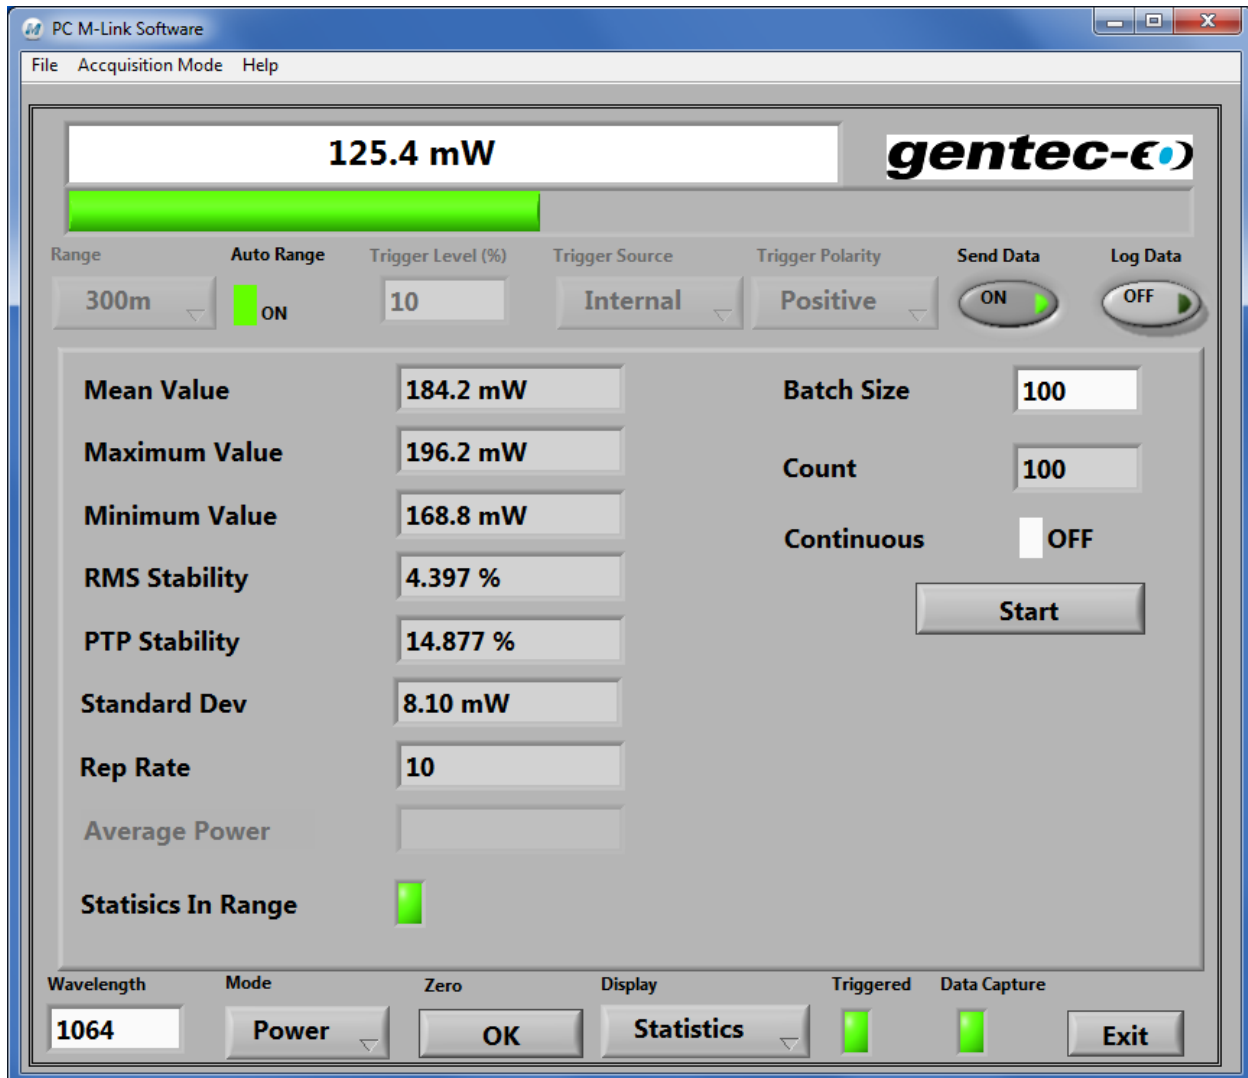 PC M-Link Software
File Accquisition Mode Help
125.4 mW
gentec-EO
Range Auto Range Trigger Level (%) Trigger Source Trigger Polarity Send Data Log Data
300m ON 10 Internal Positive ON OFF
Mean Value 184.2 mW Batch Size 100
Maximum Value 196.2 mW
Count 100
Minimum Value 168.8 mW
Continuous OFF
RMS Stability 4.397 %
Start
PTP Stability 14.877 %
Standard Dev 8.10 mW
Rep Rate 10
Average Power
Statisics In Range
Wavelength Mode Zero Display Triggered Data Capture
1064 Power OK Statistics Exit